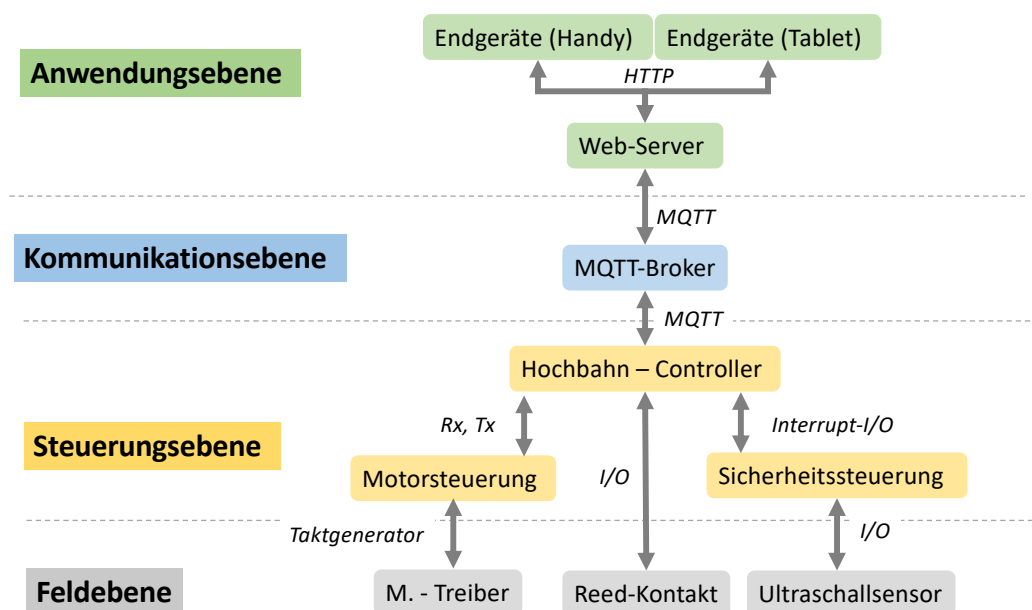 Endgeräte (Handy) Endgeräte (Tablet)
Anwendungsebene
HTTP
Web-Server
MQTT
Kommunikationsebene
MQTT-Broker
MQTT
Hochbahn – Controller
Rx, Tx
Interrupt-I/O
Steuerungsebene
I/O
Motorsteuerung
Sicherheitssteuerung
Taktgenerator
I/O
Feldebene
M. - Treiber
Reed-Kontakt
Ultraschallsensor